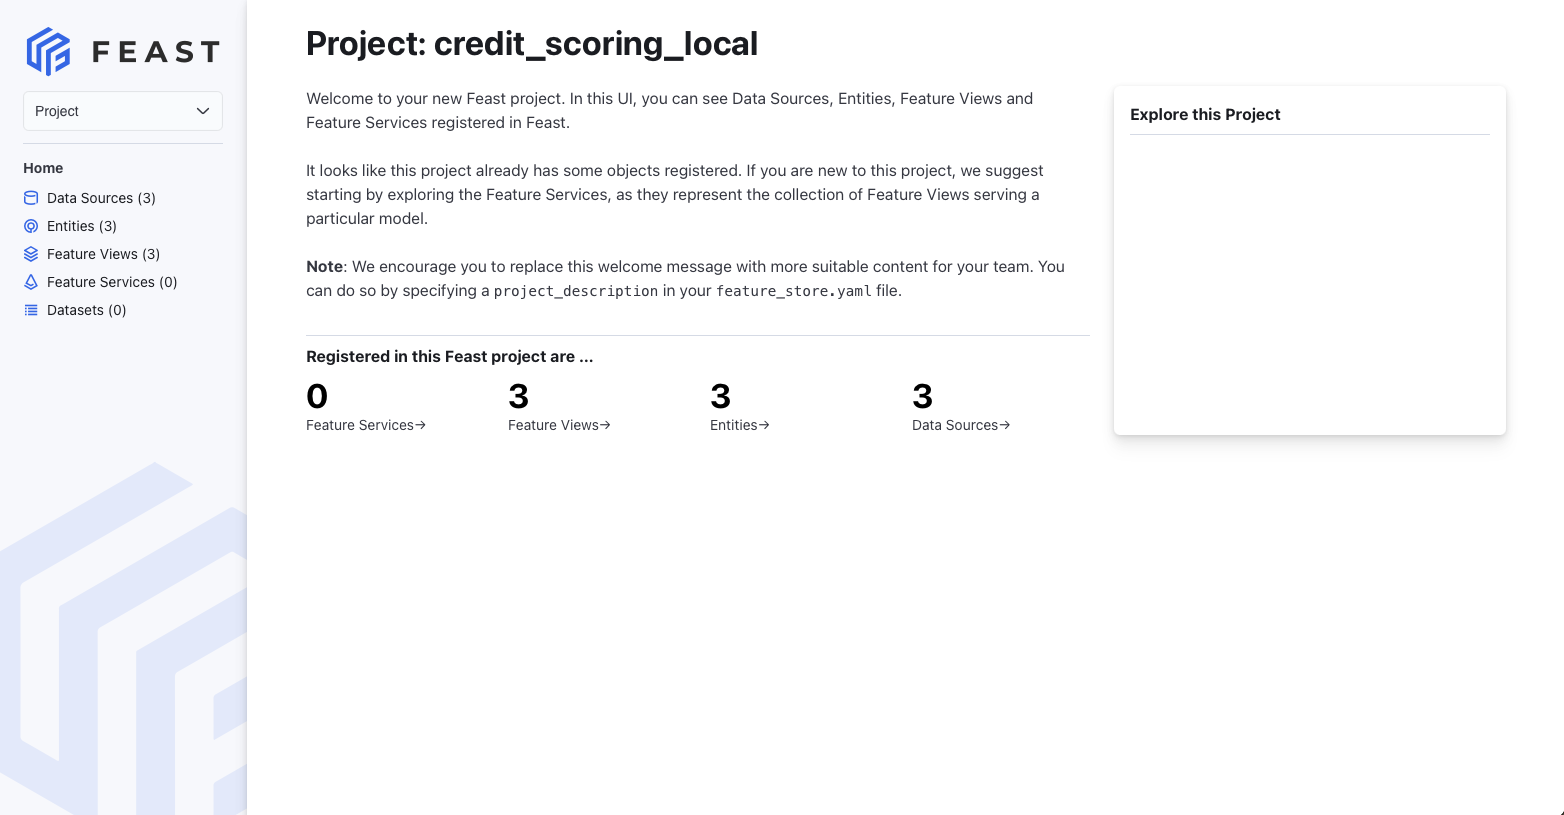 FEAST
Project
Home
Data Sources (3)
Entities (3)
Feature Views (3)
Feature Services (0)
Datasets (0)
Project: credit_scoring_local
Welcome to your new Feast project. In this UI, you can see Data Sources, Entities, Feature Views and
Feature Services registered in Feast.
It looks like this project already has some objects registered. If you are new to this project, we suggest
starting by exploring the Feature Services, as they represent the collection of Feature Views serving a
particular model.
Note: We encourage you to replace this welcome message with more suitable content for your team. You
can do so by specifying a project_description in your feature_store.yaml file.
Registered in this Feast project are ...
0
Feature Services→
3
Feature Views→
3
Entities→
3
Data Sources→
Explore this Project